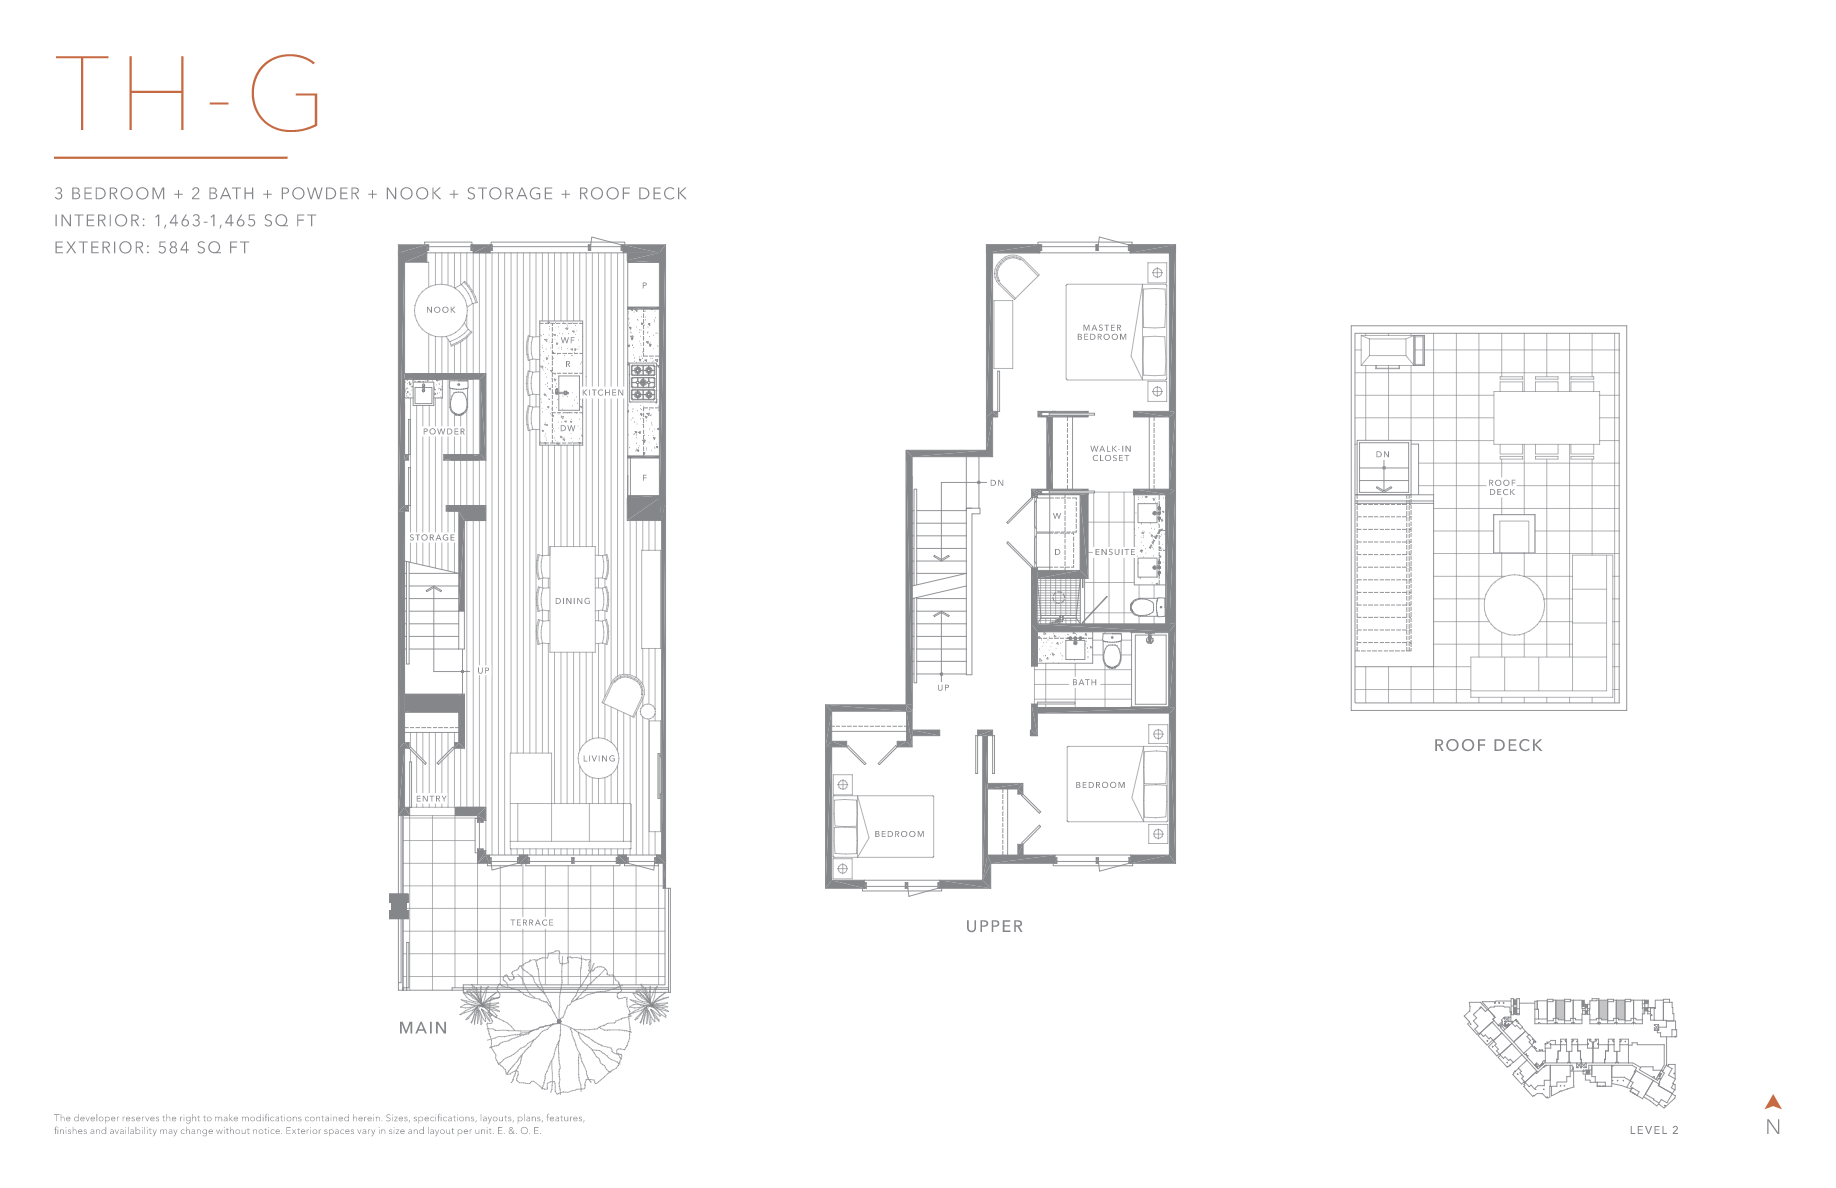 TH-G
3 BEDROOM + 2 BATH + POWDER + NOOK + STORAGE + ROOF DECK
INTERIOR: 1,463-1,465 SQ FT
EXTERIOR: 584 SQ FT
NOOK
P
WF
R
KITCHEN
DW
POWDER
F
STORAGE
DINING
UP
LIVING
ENTRY
TERRACE
MAIN
MASTER
BEDROOM
WALK-IN
CLOSET
DN
W
D
ENSUITE
UP
BATH
BEDROOM
BEDROOM
UPPER
DN
ROOF
DECK
ROOF DECK
The developer reserves the right to make modifications contained herein. Sizes, specifications, layouts, plans, features,
finishes and availability may change without notice. Exterior spaces vary in size and layout per unit. E. &. O. E.
LEVEL 2
N